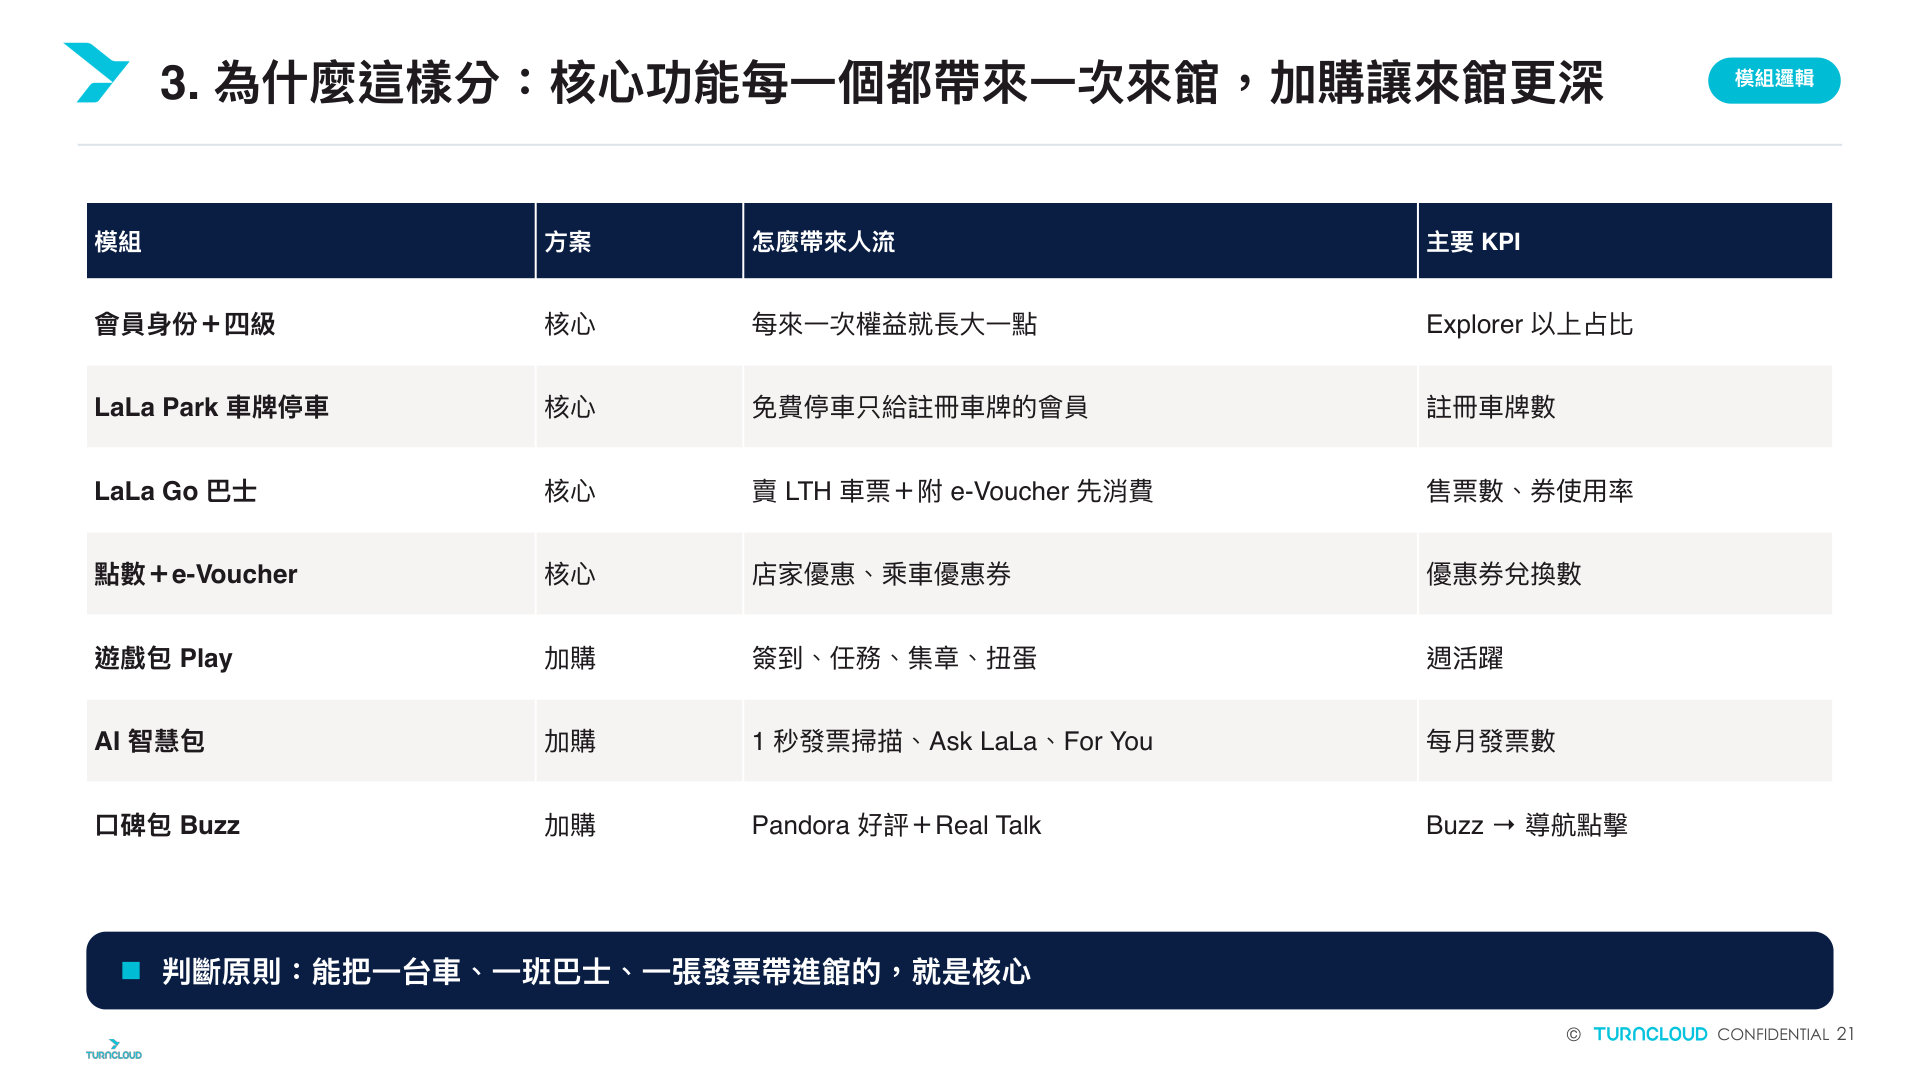 3. 為什麼這樣分：核心功能每一個都帶來一次來館，加購讓來館更深
模組邏輯
模組 方案 怎麼帶來人流 主要 KPI
會員身份＋四級 核心 每來一次權益就長大一點 Explorer 以上占比
LaLa Park 車牌停車 核心 免費停車只給註冊車牌的會員 註冊車牌數
LaLa Go 巴士 核心 賣 LTH 車票＋附 e-Voucher 先消費 售票數、券使用率
點數＋e-Voucher 核心 店家優惠、乘車優惠券 優惠券兌換數
遊戲包 Play 加購 簽到、任務、集章、扭蛋 週活躍
AI 智慧包 加購 1 秒發票掃描、Ask LaLa、For You 每月發票數
口碑包 Buzz 加購 Pandora 好評＋Real Talk Buzz → 導航點擊
判斷原則：能把一台車、一班巴士、一張發票帶進館的，就是核心
TURNCLOUD
© TURNCLOUD CONFIDENTIAL 21